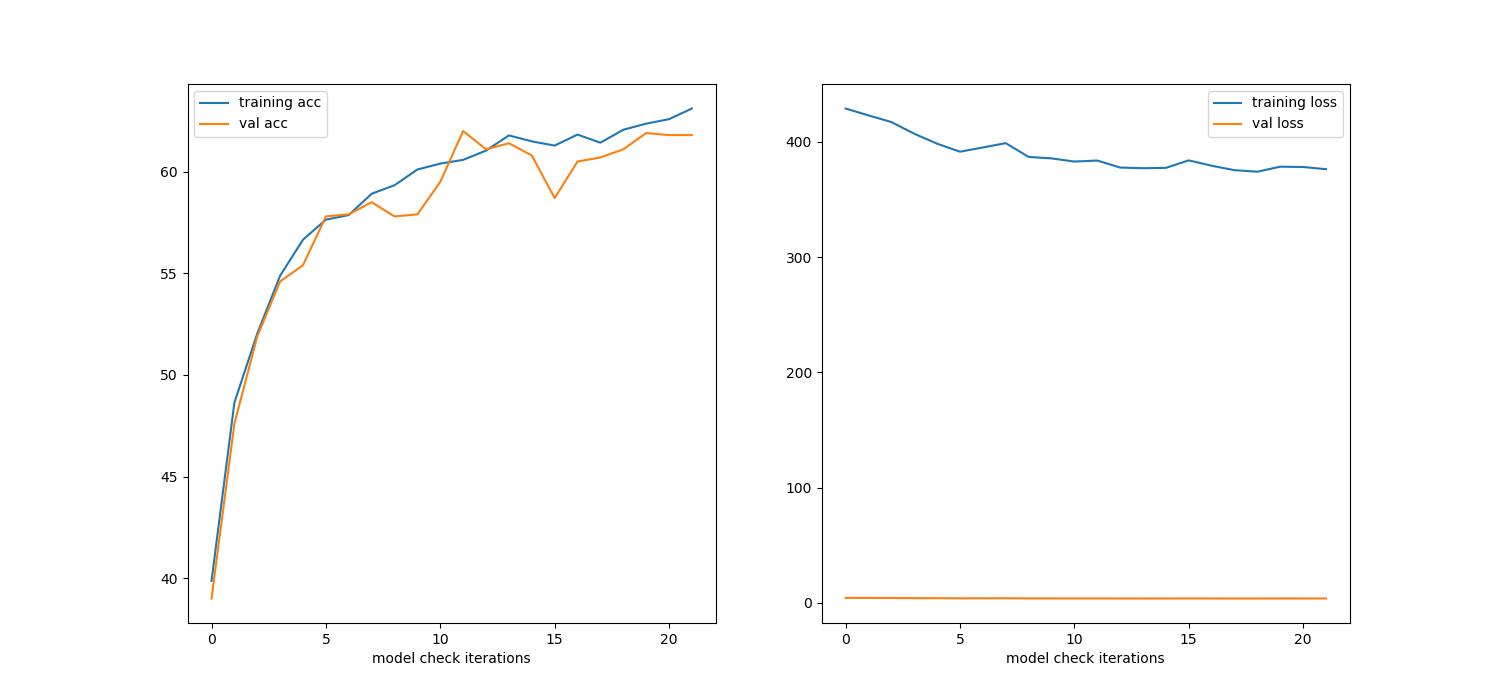 training acc
val acc
60
55
50
45
40
0 5 10 15 20
model check iterations
training loss
val loss
400
300
200
100
0
0 5 10 15 20
model check iterations